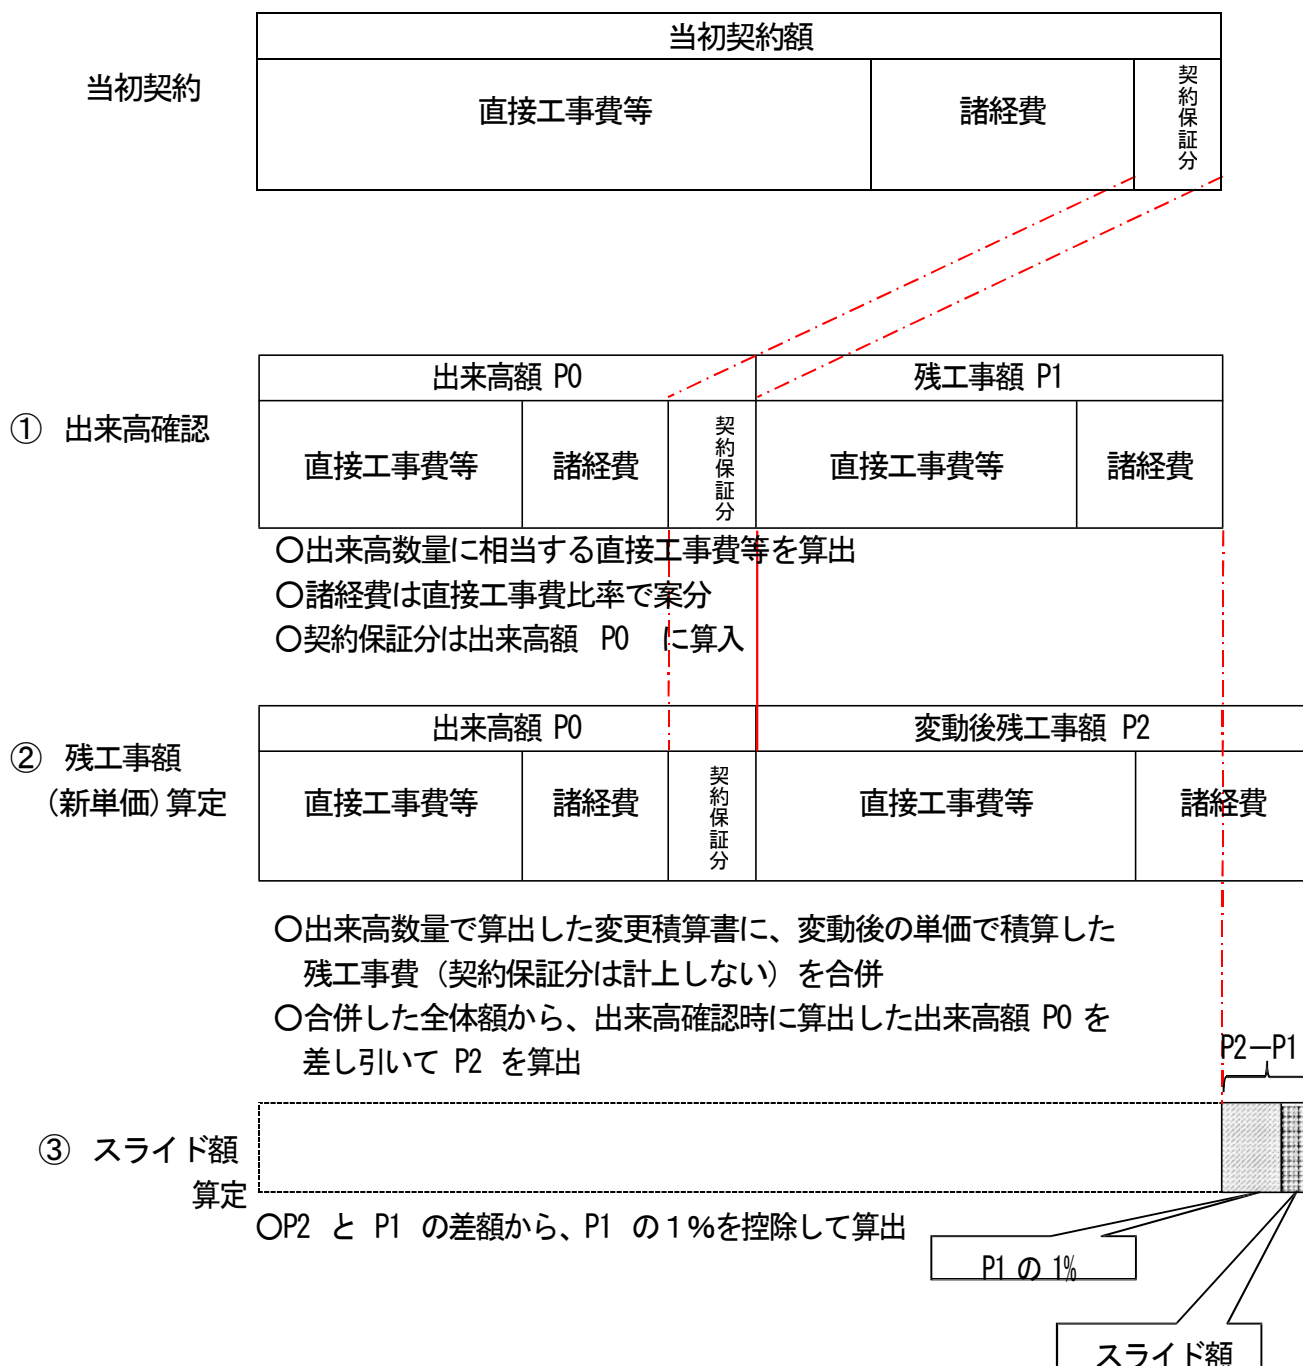 当初契約額
当初契約
直接工事費等
諸経費
契約保証分
出来高額 P0
残工事額 P1
① 出来高確認
直接工事費等
諸経費
契約保証分
直接工事費等
諸経費
〇出来高数量に相当する直接工事費等を算出
〇諸経費は直接工事費比率で案分
〇契約保証分は出来高額 P0 に算入
出来高額 P0
変動後残工事額 P2
② 残工事額
(新単価)算定
直接工事費等
諸経費
契約保証分
直接工事費等
諸経費
〇出来高数量で算出した変更積算書に、変動後の単価で積算した
残工事費（契約保証分は計上しない）を合併
〇合併した全体額から、出来高確認時に算出した出来高額 P0 を
差し引いて P2 を算出
P2－P1
③ スライド額
算定
〇P2 と P1 の差額から、P1 の１％を控除して算出
P1 の 1%
スライド額